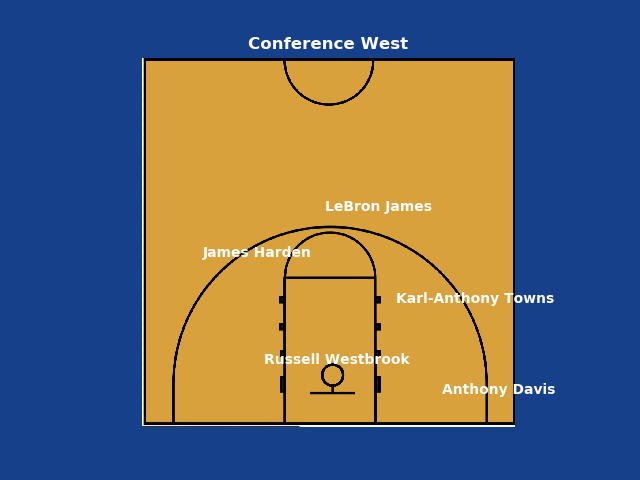 Conference West
LeBron James
James Harden
Karl-Anthony Towns
Russell Westbrook
Anthony Davis